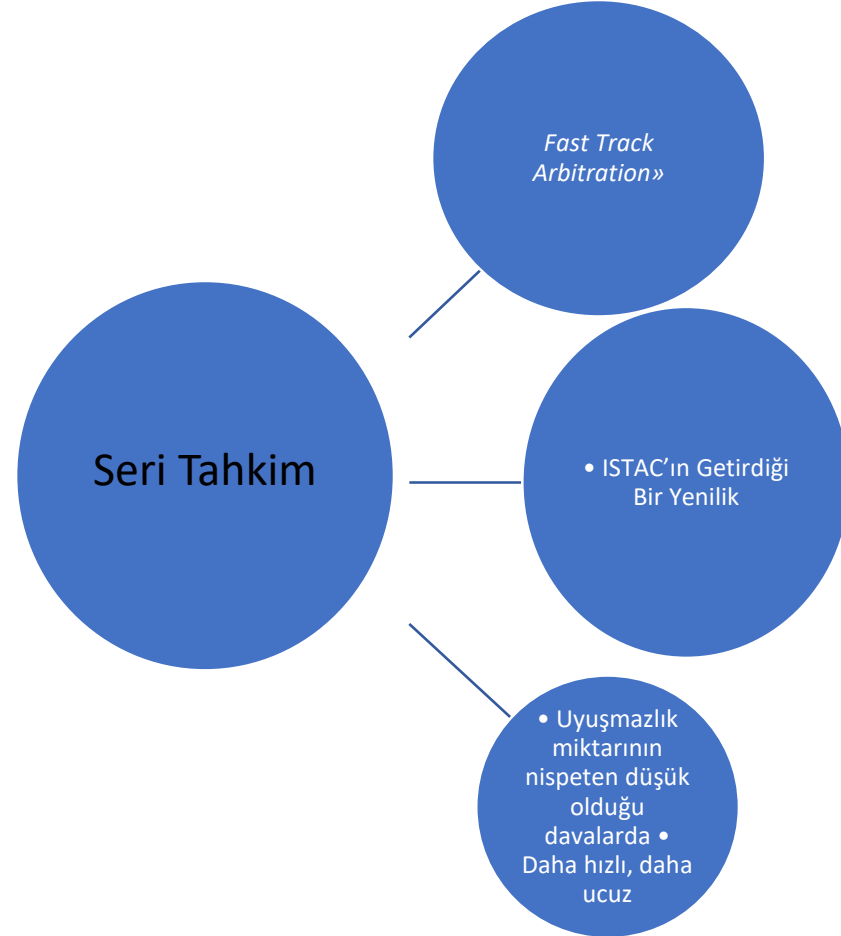 Fast Track
Arbitration»
Seri Tahkim
• ISTAC’ın Getirdiği
Bir Yenilik
• Uyuşmazlık
miktarının
nispeten düşük
olduğu
davalarda •
Daha hızlı, daha
ucuz